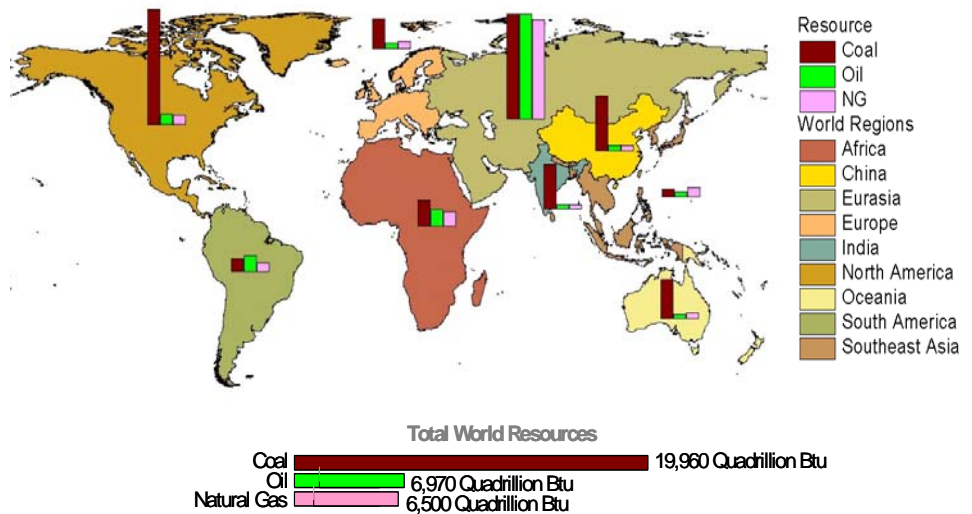 Resource
Coal
Oil
NG
World Regions
Africa
China
Eurasia
Europe
India
North America
Oceania
South America
Southeast Asia
Total World Resources
Coal 19,960 Quadrillion Btu
Oil 6,970 Quadrillion Btu
Natural Gas 6,500 Quadrillion Btu